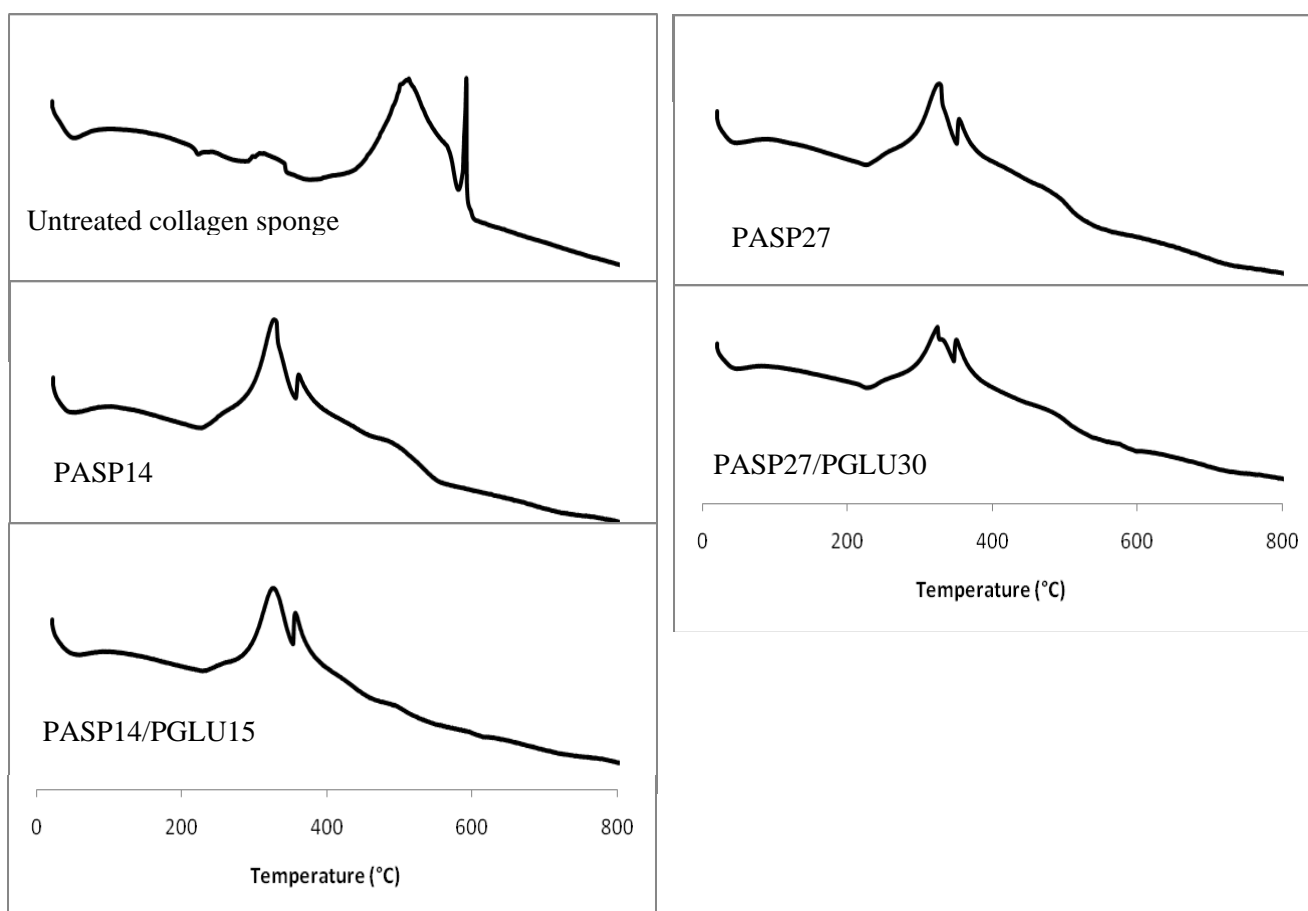 Untreated collagen sponge
PASP14
PASP14/PGLU15
0 200 400 600 800
Temperature (°C)
PASP27
PASP27/PGLU30
0 200 400 600 800
Temperature (°C)